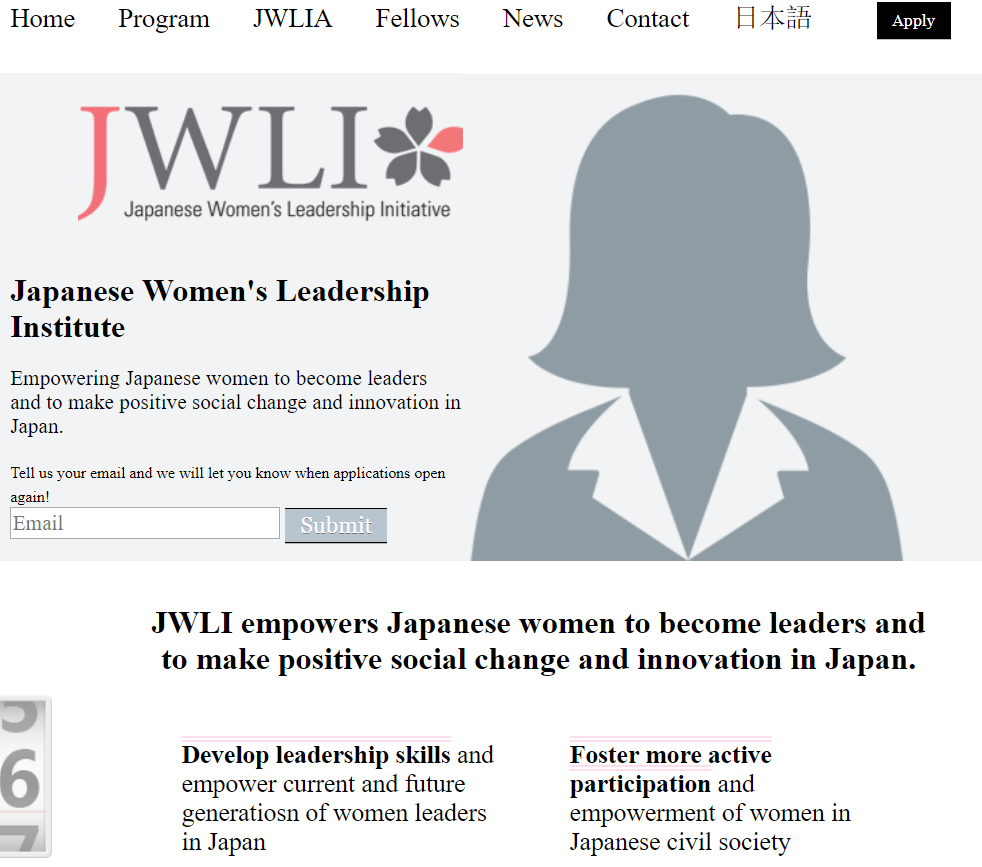 Home Program JWLIA Fellows News Contact 日本語 Apply
JWLI
Japanese Women's Leadership Initiative
Japanese Women's Leadership
Institute
Empowering Japanese women to become leaders
and to make positive social change and innovation in
Japan.
Tell us your email and we will let you know when applications open
again!
Email Submit
JWLI empowers Japanese women to become leaders and
to make positive social change and innovation in Japan.
5
6
7
Develop leadership skills and
empower current and future
generatiosn of women leaders
in Japan
Foster more active
participation and
empowerment of women in
Japanese civil society